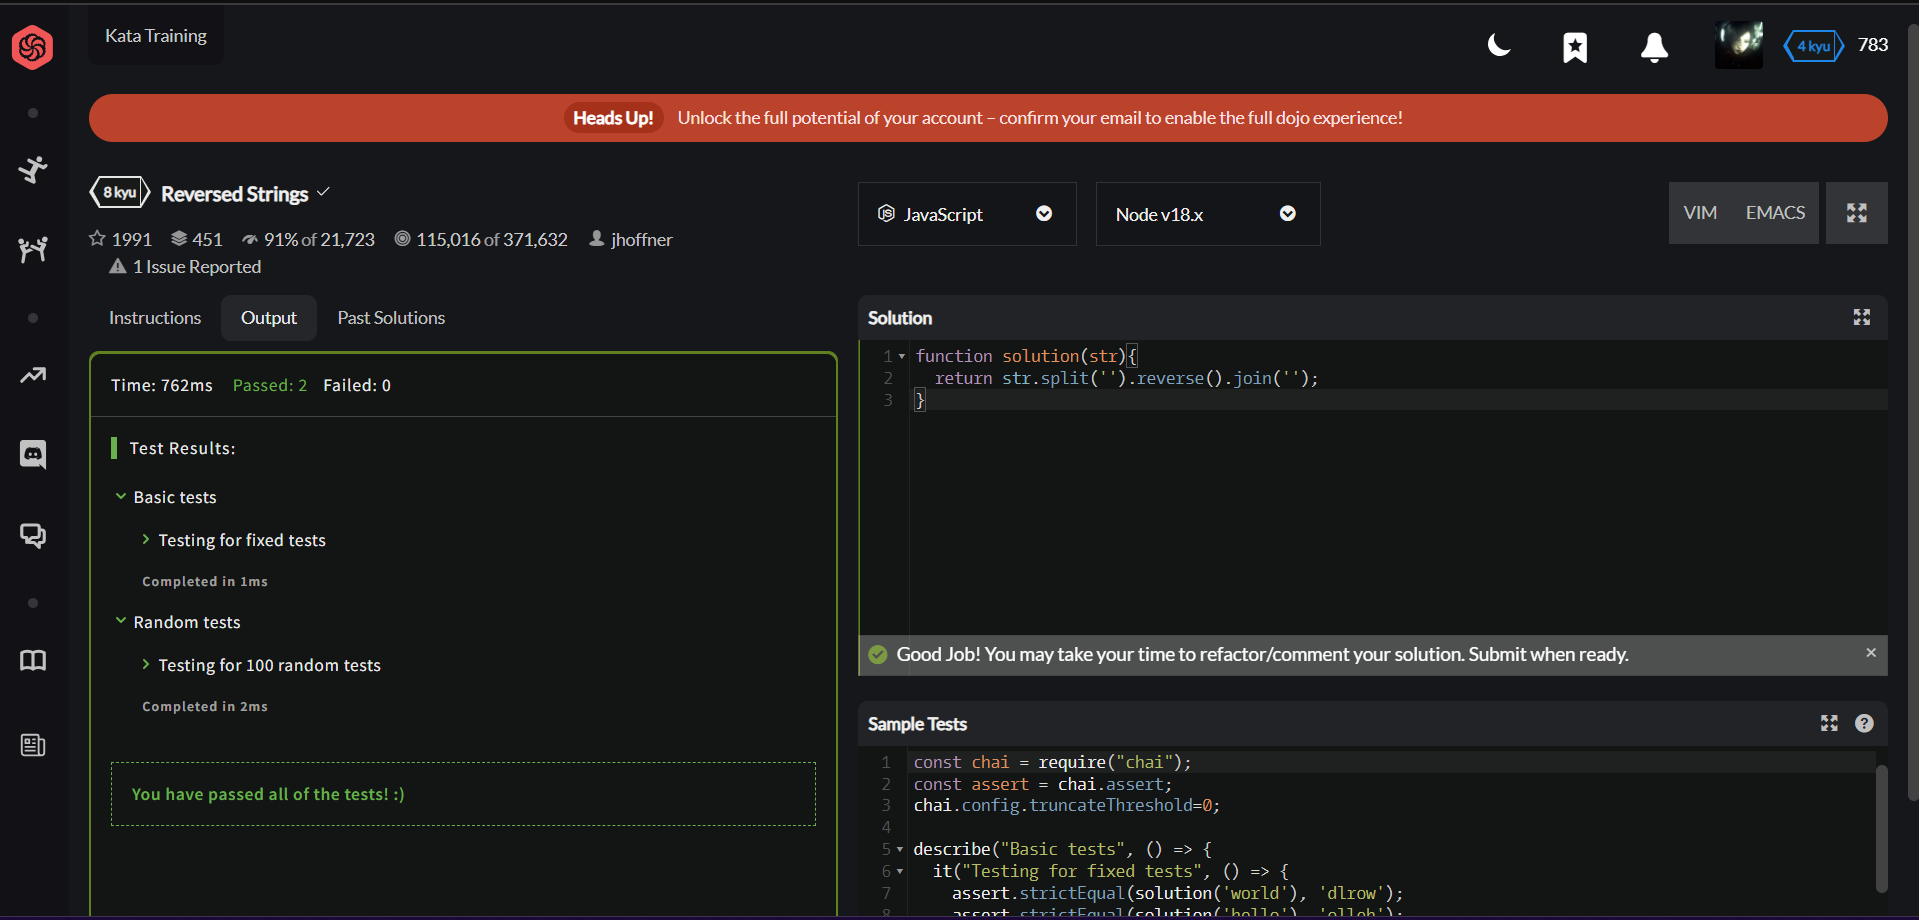 Kata Training
4 kyu 783
Heads Up! Unlock the full potential of your account – confirm your email to enable the full dojo experience!
8 kyu Reversed Strings
1991 451 91% of 21,723 115,016 of 371,632 jhoffner
1 Issue Reported
JavaScript
Node v18.x
VIM EMACS
Instructions Output Past Solutions
Time: 762ms Passed: 2 Failed: 0
Test Results:
Basic tests
Testing for fixed tests
Completed in 1ms
Random tests
Testing for 100 random tests
Completed in 2ms
You have passed all of the tests! :)
Solution
1 function solution(str){
2 return str.split('').reverse().join('');
3 }
Good Job! You may take your time to refactor/comment your solution. Submit when ready.
Sample Tests
1 const chai = require("chai");
2 const assert = chai.assert;
3 chai.config.truncateThreshold=0;
4
5 describe("Basic tests", () => {
6 it("Testing for fixed tests", () => {
7 assert.strictEqual(solution('world'), 'dlrow');
8 assert.strictEqual(solution('hello'), 'olleh');